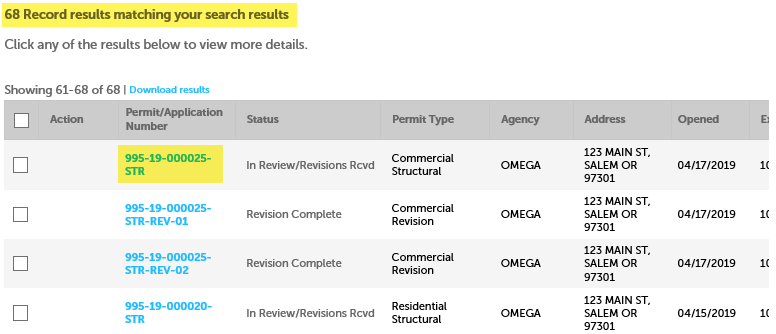 68 Record results matching your search results
Click any of the results below to view more details.
Showing 61-68 of 68 | Download results
Action Permit/Application Number Status Permit Type Agency Address Opened Ex
995-19-000025-STR In Review/Revisions Rcvd Commercial Structural OMEGA 123 MAIN ST, SALEM OR 97301 04/17/2019 10
995-19-000025-STR-REV-01 Revision Complete Commercial Revision OMEGA 123 MAIN ST, SALEM OR 97301 04/17/2019 10
995-19-000025-STR-REV-02 Revision Complete Commercial Revision OMEGA 123 MAIN ST, SALEM OR 97301 04/17/2019 10
995-19-000020-STR In Review/Revisions Rcvd Residential Structural OMEGA 123 MAIN ST, SALEM OR 97301 04/15/2019 10